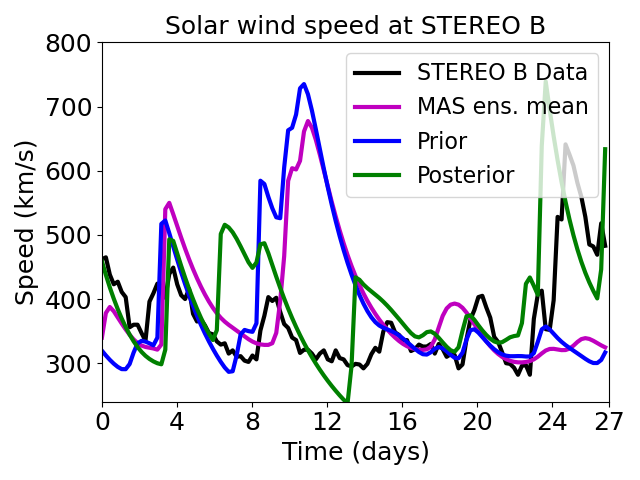 Solar wind speed at STEREO B
800
700
600
500
400
300
Speed (km/s)
STEREO B Data
MAS ens. mean
Prior
Posterior
0 4 8 12 16 20 24 27
Time (days)